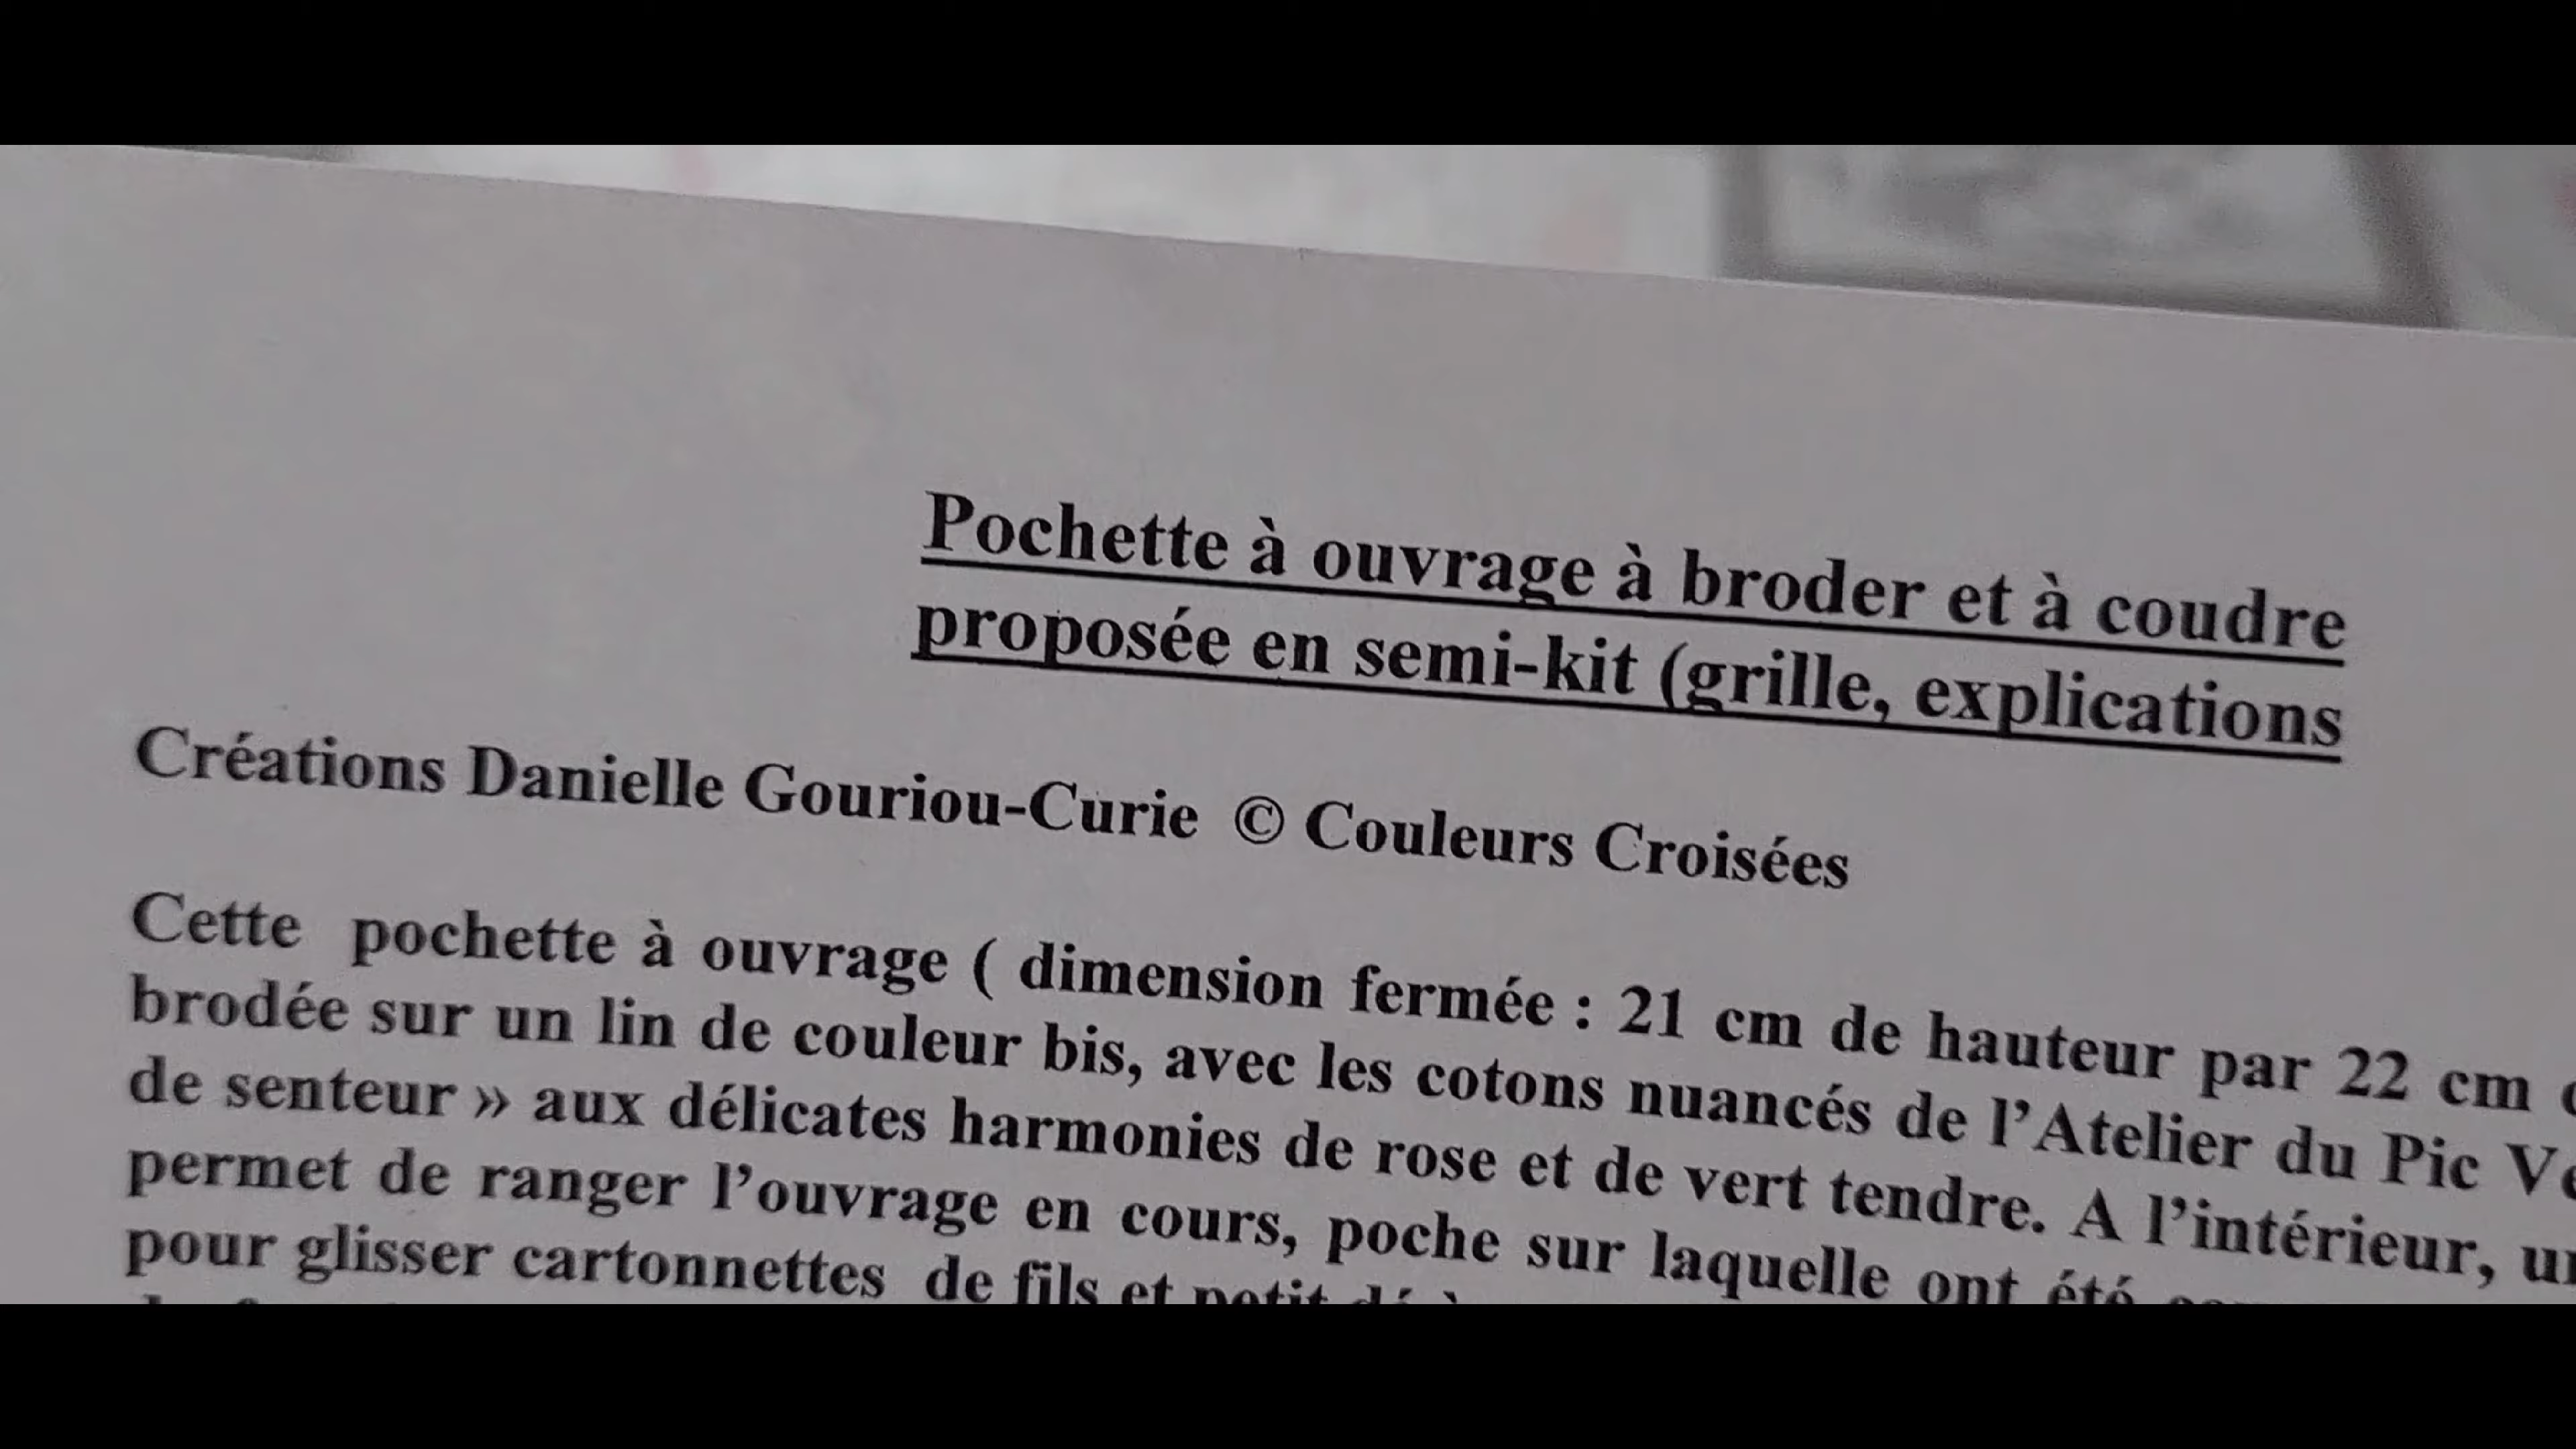 Pochette à ouvrage à broder et à coudre
proposée en semi-kit (grille, explications
Créations Danielle Gouriou-Curie © Couleurs Croisées
Cette pochette à ouvrage ( dimension fermée : 21 cm de hauteur par 22 cm
brodée sur un lin de couleur bis, avec les cotons nuancés de l’Atelier du Pic
de senteur » aux délicates harmonies de rose et de vert tendre. A l’intérieur,
permet de ranger l’ouvrage en cours, poche sur laquelle ont été
pour glisser cartonnettes de fils et petit dé à